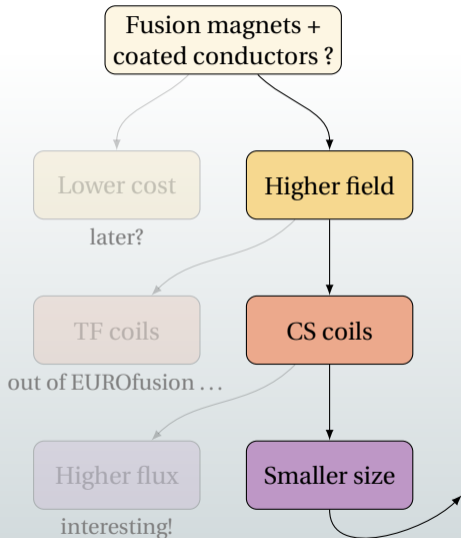 Fusion magnets +
coated conductors ?
Lower cost
Higher field
later?
TF coils
CS coils
out of EUROfusion ...
Higher flux
Smaller size
interesting!